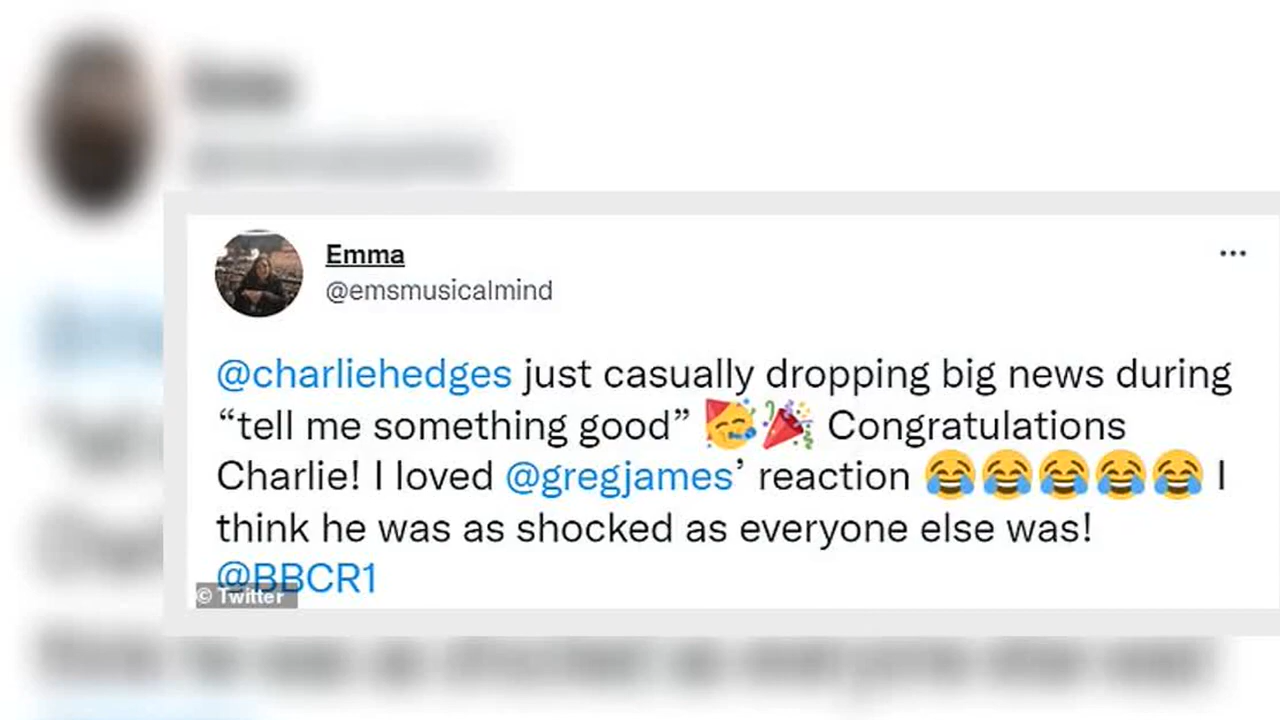 Emma
@emsmusicalmind
@charliehedges just casually dropping big news during
“tell me something good” 🥳🎉 Congratulations
Charlie! I loved @gregjames’ reaction 😂😂😂😂😂 I
think he was as shocked as everyone else was!
@BBCR1
© Twitter